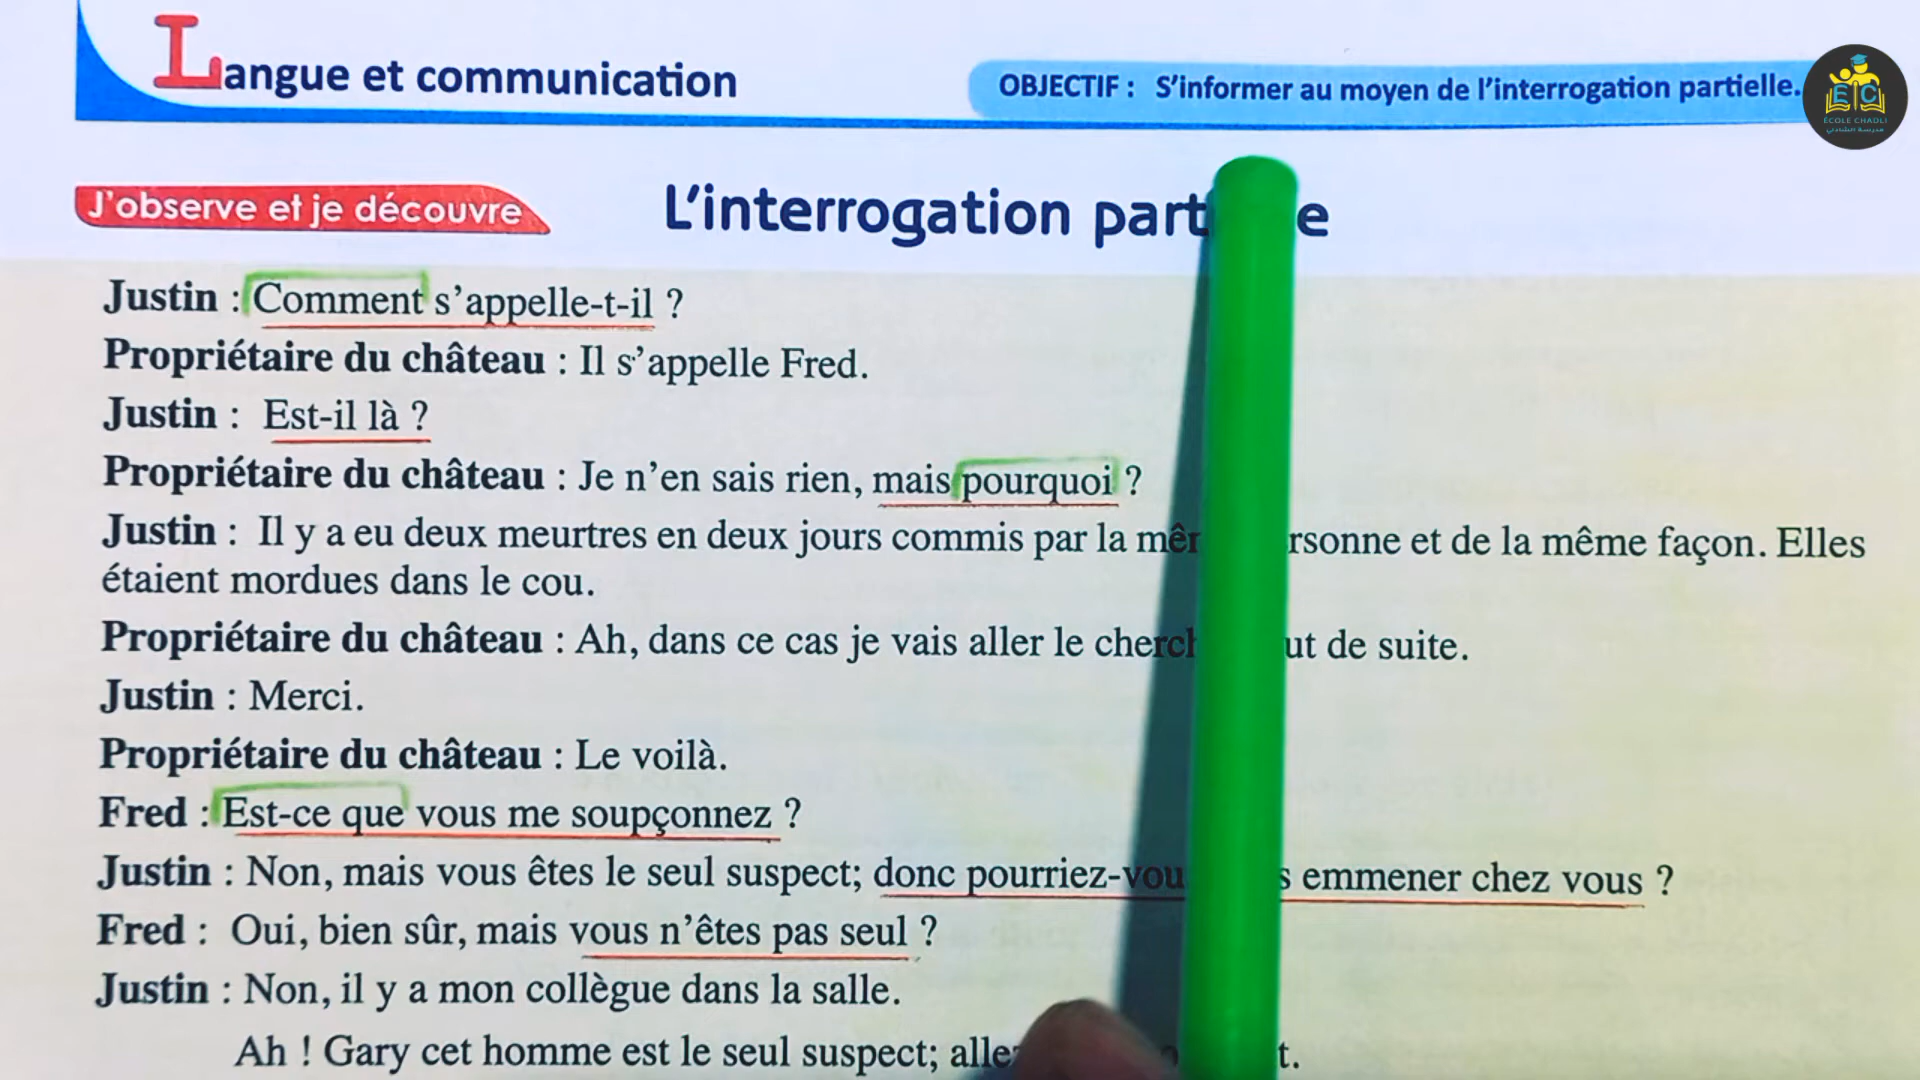 Langue et communication
OBJECTIF : S'informer au moyen de l'interrogation partielle.
ÉCOLE CHADLI
مدرسة الشاذلي
J'observe et je découvre
L'interrogation part e
Justin : Comment s'appelle-t-il ?
Propriétaire du château : Il s'appelle Fred.
Justin : Est-il là ?
Propriétaire du château : Je n'en sais rien, mais pourquoi ?
Justin : Il y a eu deux meurtres en deux jours commis par la et de la même façon. Elles
étaient mordues dans le cou.
Propriétaire du château : Ah, dans ce cas je vais aller le de suite.
Justin : Merci.
Propriétaire du château : Le voilà.
Fred : Est-ce que vous me soupçonnez ?
Justin : Non, mais vous êtes le seul suspect; donc emmener chez vous ?
Fred : Oui, bien sûr, mais vous n'êtes pas seul ?
Justin : Non, il y a mon collègue dans la salle.
Ah ! Gary cet homme est le seul suspect;